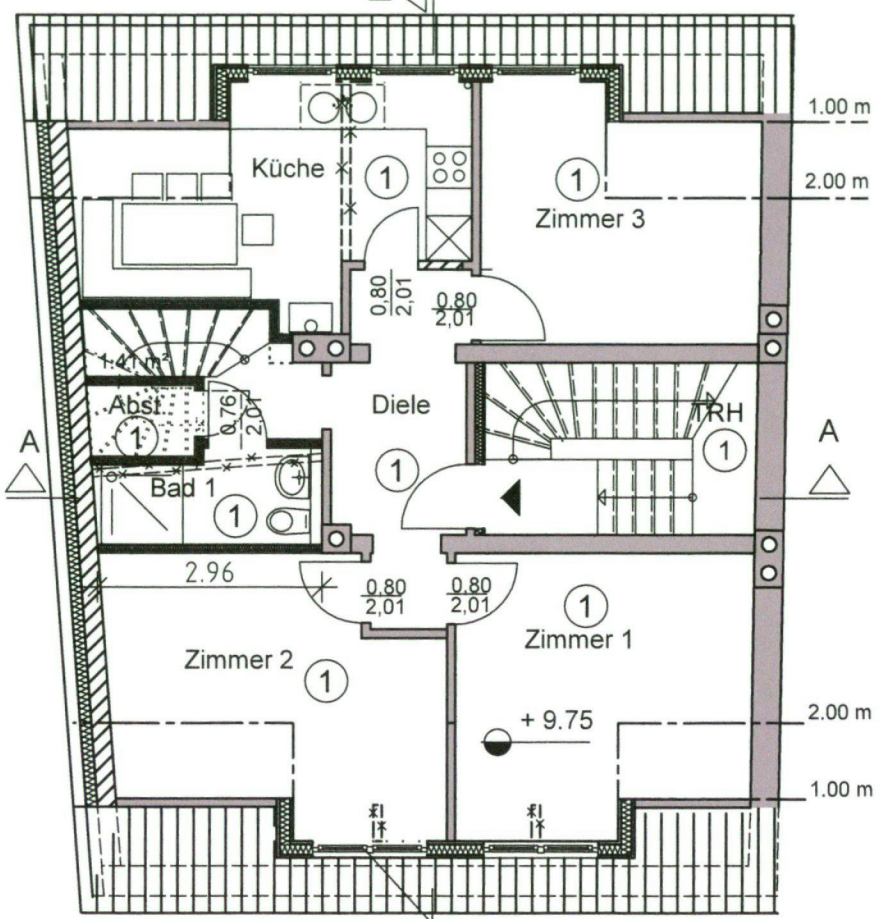 1.00 m
2.00 m
Küche
1
1
Zimmer 3
0,80
2,01
0,80
2,01
1.41 m²
Abst.
1
0,76
2,01
Diele
1
TRH
1
A
A
Bad 1
1
2.96
0,80
2,01
0,80
2,01
1
Zimmer 1
Zimmer 2
1
+ 9.75
2.00 m
1.00 m